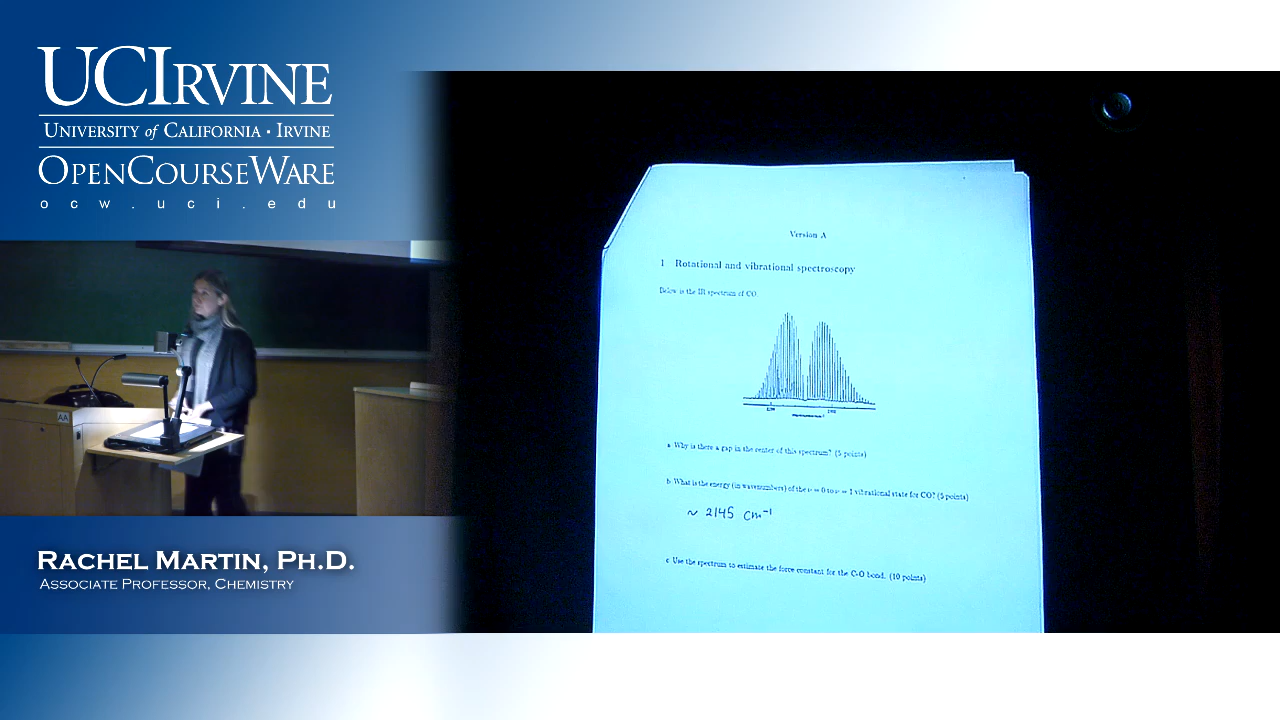 UCIRVINE
UNIVERSITY of CALIFORNIA · IRVINE
OPENCOURSEWARE
ocw.uci.edu
AA
RACHEL MARTIN, PH.D.
ASSOCIATE PROFESSOR, CHEMISTRY
Version A
1 Rotational and vibrational spectroscopy
Below is the IR spectrum of CO
a Why is there a gap in the center of this spectrum? (5 points)
b What is the energy (in wavenumbers) of the v = 0 to v = 1 vibrational state for CO? (5 points)
~ 2145 cm⁻¹
c Use the spectrum to estimate the force constant for the C-O bond. (10 points)